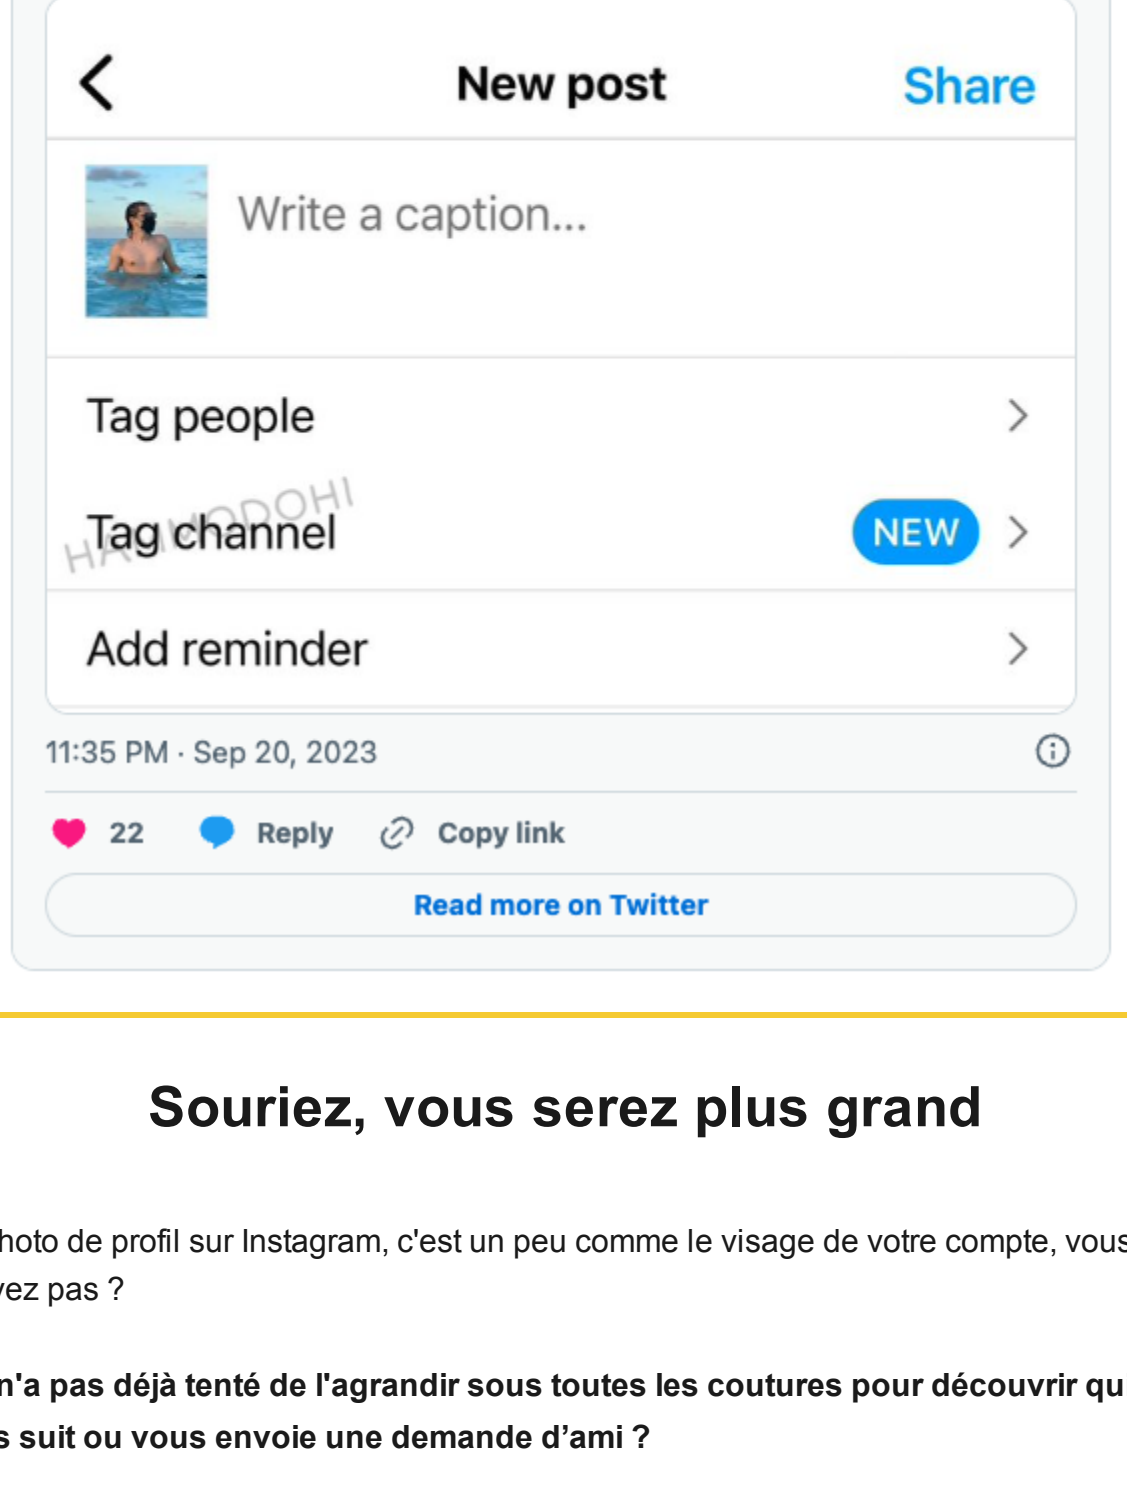 New post
Share
Write a caption...
Tag people
HAMMODOHI
Tag channel
NEW
Add reminder
11:35 PM · Sep 20, 2023
22
Reply
Copy link
Read more on Twitter
Souriez, vous serez plus grand
hoto de profil sur Instagram, c'est un peu comme le visage de votre compte, vous
vez pas ?
n'a pas déjà tenté de l'agrandir sous toutes les coutures pour découvrir qu
s suit ou vous envoie une demande d’ami ?